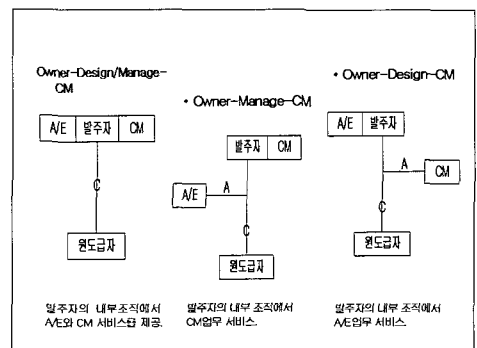 Owner-Design/Manage-
CM
A/E 발주자 CM
C
원도급자
발주자의 내부조직에서
A/E와 CM 서비스를 제공.
• Owner-Manage-CM
발주자 CM
A/E A
C
원도급자
발주자의 내부 조직에서
CM업무 서비스.
• Owner-Design-CM
A/E 발주자
A CM
C
원도급자
발주자의 내부 조직에서
A/E업무 서비스.